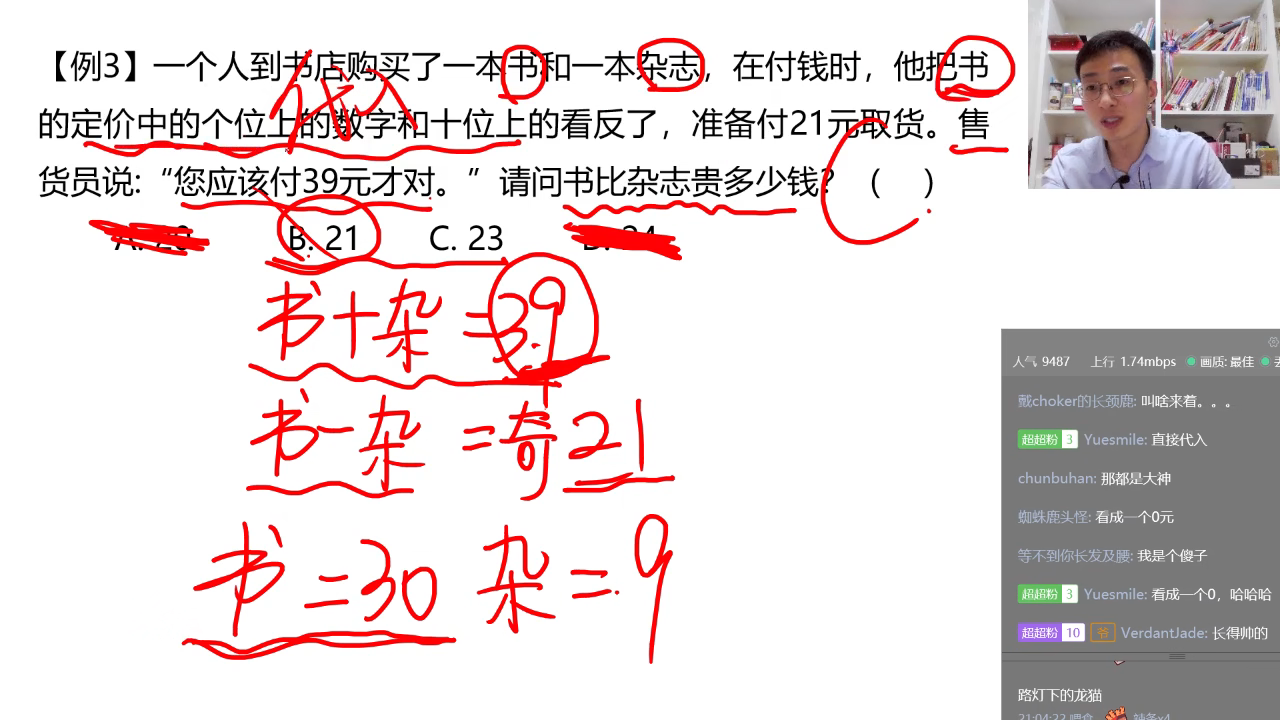 【例3】一个人到书店购买了一本书和一本杂志，在付钱时，他把书
的定价中的个位上的数字和十位上的看反了，准备付21元取货。售
货员说:“您应该付39元才对。”请问书比杂志贵多少钱？（  ）
A. 20 B. 21 C. 23 D. 24
代入
书+杂=39
书-杂=奇21
书=30 杂=9
人气 9487 上行 1.74mbps 画质: 最佳
戴choker的长颈鹿: 叫啥来着。。。
超超粉 3 Yuesmile: 直接代入
chunbuhan: 那都是大神
蜘蛛鹿头怪: 看成一个0元
等不到你长发及腰: 我是个傻子
超超粉 3 Yuesmile: 看成一个0，哈哈哈
超超粉 10 爷 VerdantJade: 长得帅的
路灯下的龙猫
21:04:22